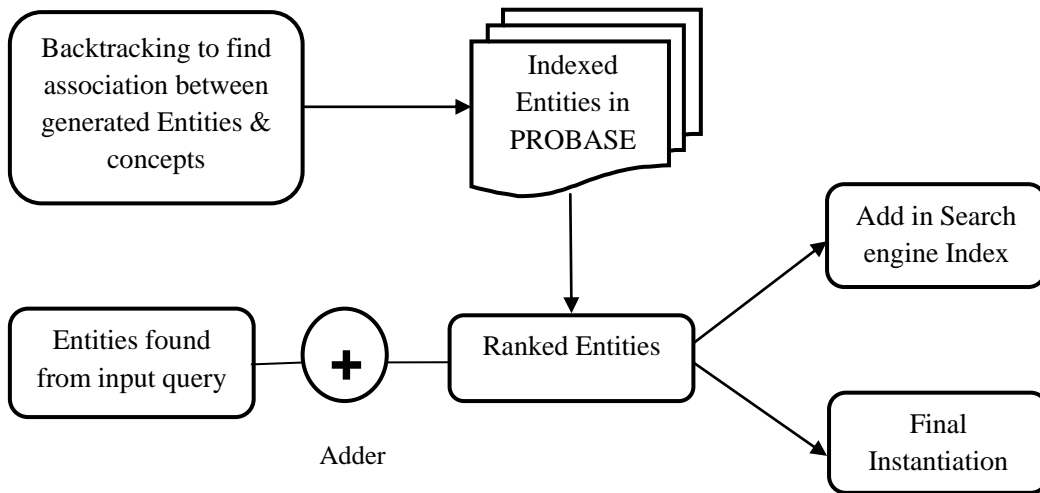 Backtracking to find
association between
generated Entities &
concepts
Indexed
Entities in
PROBASE
Add in Search
engine Index
Entities found
from input query
+
Ranked Entities
Adder
Final
Instantiation